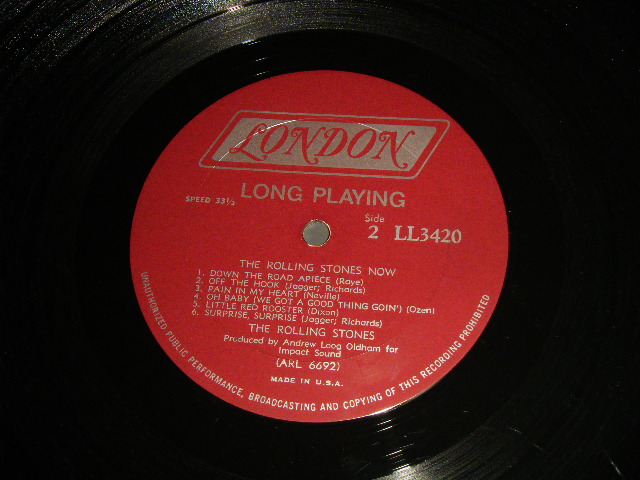 LONDON
LONG PLAYING
SPEED 33⅓
Side
2 LL3420
THE ROLLING STONES NOW
1. DOWN THE ROAD APIECE (Raye)
2. OFF THE HOOK (Jagger; Richards)
3. PAIN IN MY HEART (Neville)
4. OH BABY (WE GOT A GOOD THING GOIN') (Ozen)
5. LITTLE RED ROOSTER (Dixon)
6. SURPRISE, SURPRISE (Jagger; Richards)
THE ROLLING STONES
Produced by Andrew Loog Oldham for
Impact Sound
(ARL 6692)
MADE IN U.S.A.
UNAUTHORIZED PUBLIC PERFORMANCE, BROADCASTING AND COPYING OF THIS RECORDING PROHIBITED